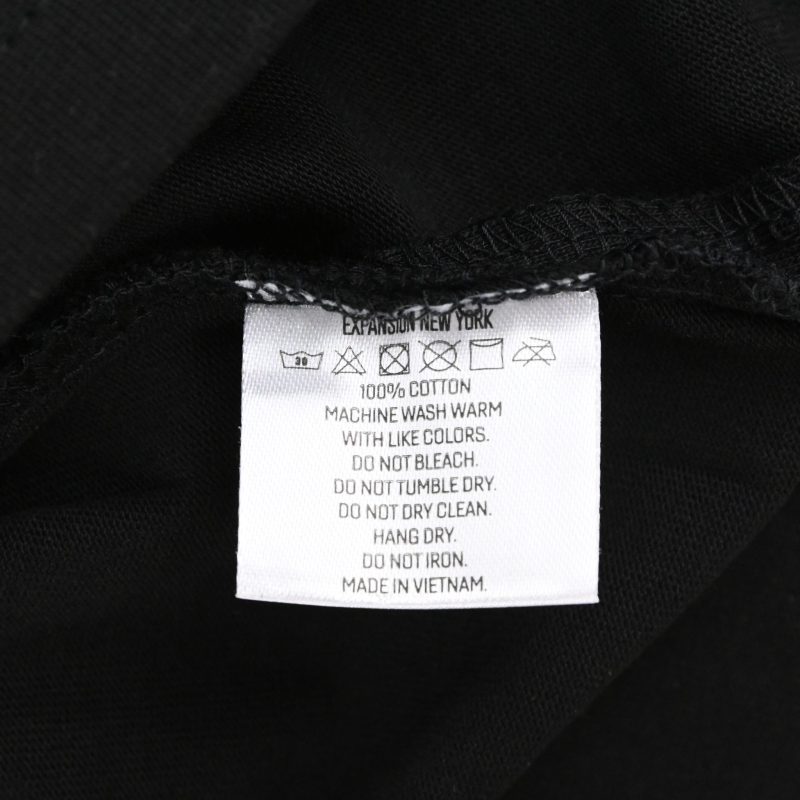 EXPANSION NEW YORK
30
100% COTTON
MACHINE WASH WARM
WITH LIKE COLORS.
DO NOT BLEACH.
DO NOT TUMBLE DRY.
DO NOT DRY CLEAN.
HANG DRY.
DO NOT IRON.
MADE IN VIETNAM.